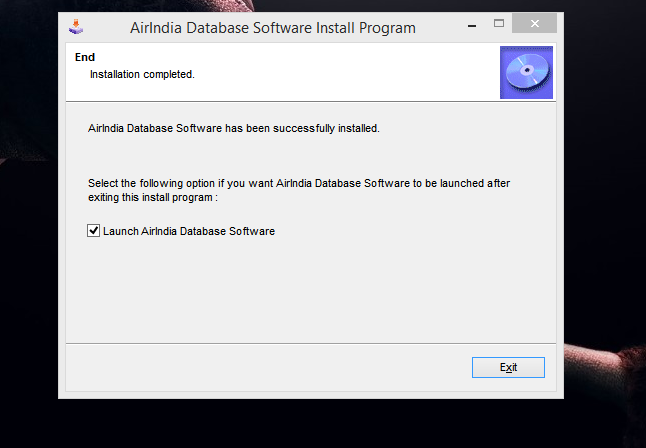 AirIndia Database Software Install Program
End
Installation completed.
AirIndia Database Software has been successfully installed.
Select the following option if you want AirIndia Database Software to be launched after
exiting this install program :
Launch AirIndia Database Software
Exit